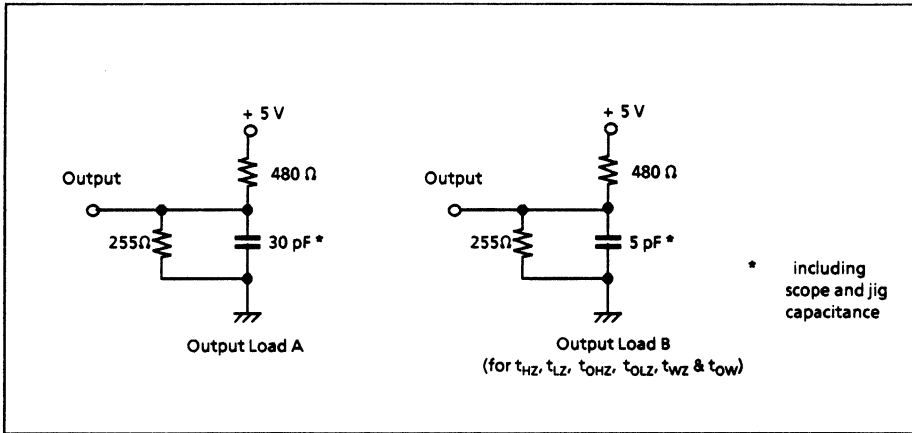 + 5 V
480 Ω
Output
255Ω
30 pF *
Output Load A
+ 5 V
480 Ω
Output
255Ω
5 pF *
Output Load B
(for tHZ, tLZ, tOHZ, tOLZ, tWZ & tOW)
* including
scope and jig
capacitance